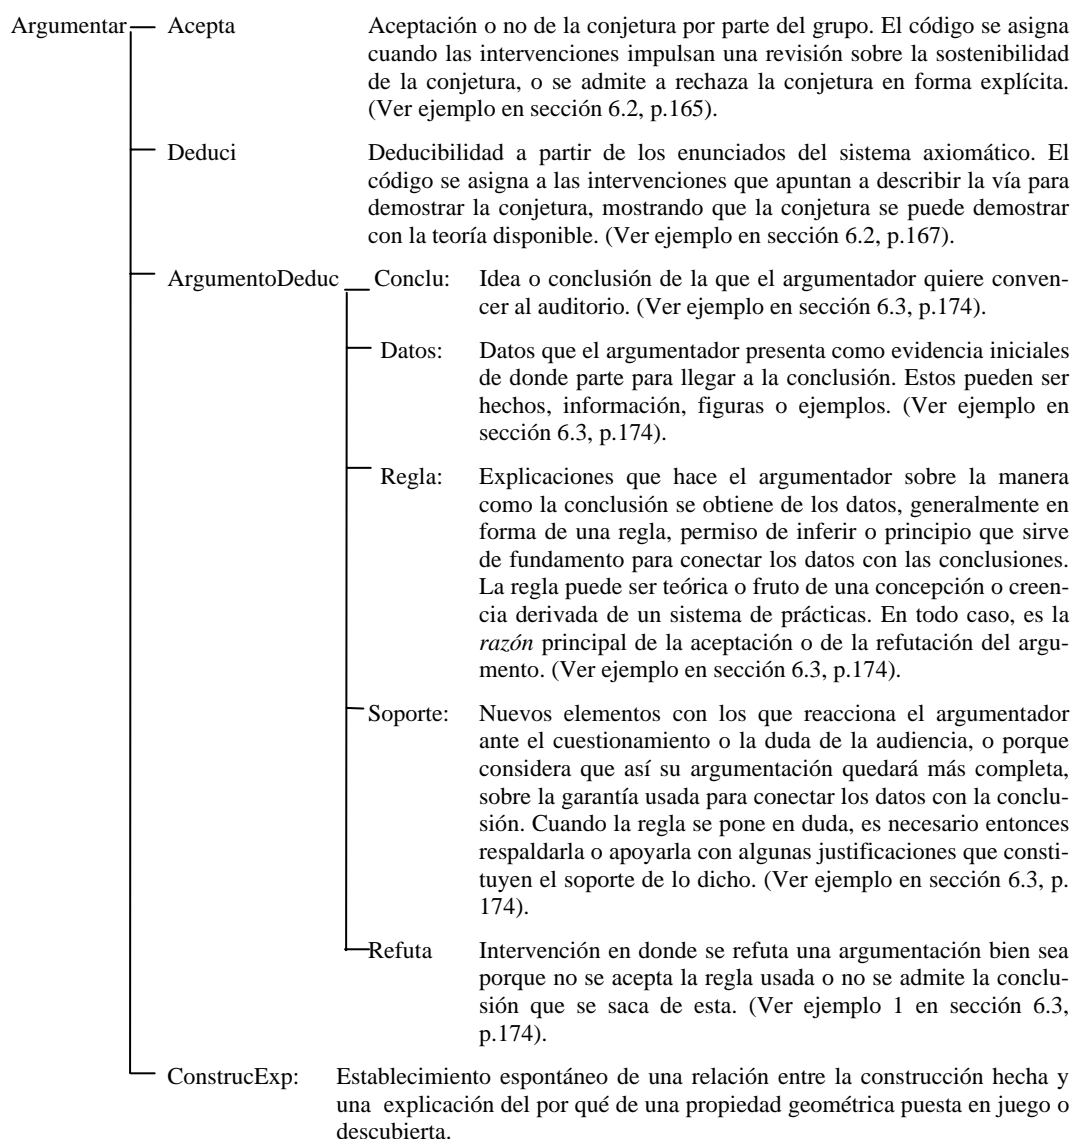 Argumentar Acepta Aceptación o no de la conjetura por parte del grupo. El código se asigna
cuando las intervenciones impulsan una revisión sobre la sostenibilidad
de la conjetura, o se admite a rechaza la conjetura en forma explícita.
(Ver ejemplo en sección 6.2, p.165).
Deduci Deducibilidad a partir de los enunciados del sistema axiomático. El
código se asigna a las intervenciones que apuntan a describir la vía para
demostrar la conjetura, mostrando que la conjetura se puede demostrar
con la teoría disponible. (Ver ejemplo en sección 6.2, p.167).
ArgumentoDeduc Conclu: Idea o conclusión de la que el argumentador quiere conven-
cer al auditorio. (Ver ejemplo en sección 6.3, p.174).
Datos: Datos que el argumentador presenta como evidencia iniciales
de donde parte para llegar a la conclusión. Estos pueden ser
hechos, información, figuras o ejemplos. (Ver ejemplo en
sección 6.3, p.174).
Regla: Explicaciones que hace el argumentador sobre la manera
como la conclusión se obtiene de los datos, generalmente en
forma de una regla, permiso de inferir o principio que sirve
de fundamento para conectar los datos con las conclusiones.
La regla puede ser teórica o fruto de una concepción o creen-
cia derivada de un sistema de prácticas. En todo caso, es la
razón principal de la aceptación o de la refutación del argu-
mento. (Ver ejemplo en sección 6.3, p.174).
Soporte: Nuevos elementos con los que reacciona el argumentador
ante el cuestionamiento o la duda de la audiencia, o porque
considera que así su argumentación quedará más completa,
sobre la garantía usada para conectar los datos con la conclu-
sión. Cuando la regla se pone en duda, es necesario entonces
respaldarla o apoyarla con algunas justificaciones que consti-
tuyen el soporte de lo dicho. (Ver ejemplo en sección 6.3, p.
174).
Refuta Intervención en donde se refuta una argumentación bien sea
porque no se acepta la regla usada o no se admite la conclu-
sión que se saca de esta. (Ver ejemplo 1 en sección 6.3,
p.174).
ConstrucExp: Establecimiento espontáneo de una relación entre la construcción hecha y
una explicación del por qué de una propiedad geométrica puesta en juego o
descubierta.